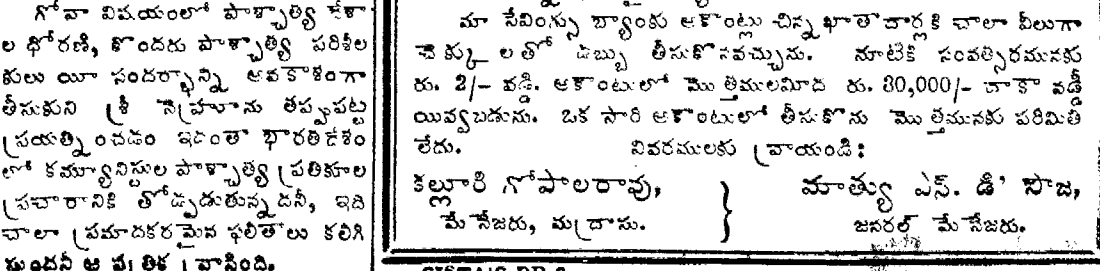 గోవా విషయంలో పాశ్చాత్య దేశా
ల ధోరణి, కొందరు పాశ్చాత్య పరిశీల
కులు యీ సందర్భాన్ని అవకాశంగా
తీసుకుని శ్రీ నెహ్రూను తప్పుపట్ట
ప్రయత్నించడం ఇదంతా భారతదేశం
లో కమ్యూనిస్టుల పాశ్చాత్య ప్రతికూల
ప్రచారానికి తోడ్పడుతున్నదనీ, ఇది
చాలా ప్రమాదకరమైన ఫలితాలు కలిగి
స్తుందనీ ఆ పత్రిక వ్రాసింది.
మా సేవింగ్సు బ్యాంకు అకౌంట్లు చిన్న ఖాతాదార్లకి చాలా వీలుగా
చెక్కులతో డబ్బు తీసుకొనవచ్చును. నూటికి సంవత్సరమునకు
రు. 2/- వడ్డి. అకౌంటులో మొత్తములమీద రు. 30,000/- దాకా వడ్డీ
యివ్వబడును. ఒక సారి అకౌంటులో తీసుకొను మొత్తమునకు పరిమితి
లేదు. వివరములకు వ్రాయండి:
కల్లూరి గోపాలరావు, } మాత్యు ఎస్. డి' సౌజ,
మేనేజరు, మద్రాసు. జనరల్ మేనేజరు.